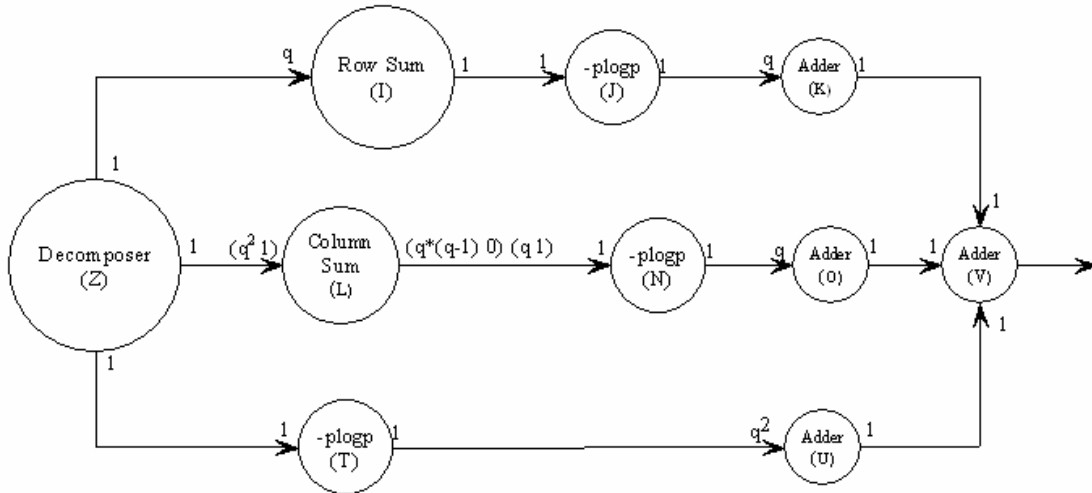 q Row Sum 1 1 -plogp 1 q Adder 1
(I) (J) (K)
1 1
Decomposer 1 (q² 1) Column (q*(q-1) 0) (q 1) 1 -plogp 1 q Adder 1 1 Adder
(Z) Sum (N) (O) (V)
(L)
1 1
1 -plogp 1 q² Adder 1
(T) (U)